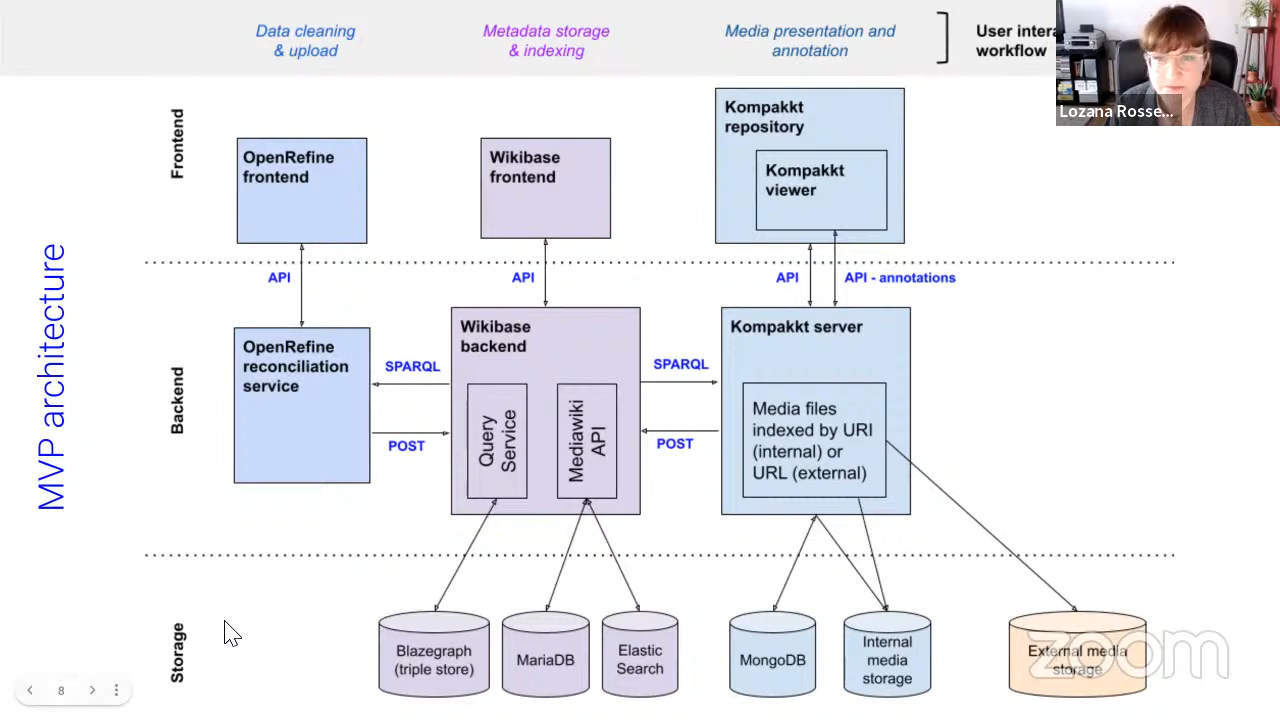 Data cleaning
& upload
Metadata storage
& indexing
Media presentation and
annotation
User intera
workflow
Lozana Rosse...
MVP architecture
Frontend
OpenRefine
frontend
Wikibase
frontend
Kompakkt
repository
Kompakkt
viewer
API
API
API
API - annotations
Backend
OpenRefine
reconciliation
service
SPARQL
POST
Wikibase
backend
Query
Service
Mediawiki
API
SPARQL
POST
Kompakkt server
Media files
indexed by URI
(internal) or
URL (external)
Storage
Blazegraph
(triple store)
MariaDB
Elastic
Search
MongoDB
Internal
media
storage
External media
storage
zoom
8